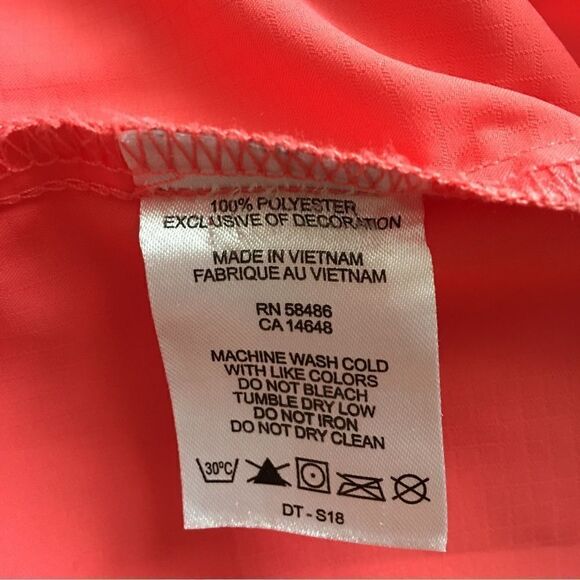 100% POLYESTER
EXCLUSIVE OF DECORATION
MADE IN VIETNAM
FABRIQUE AU VIETNAM
RN 58486
CA 14648
MACHINE WASH COLD
WITH LIKE COLORS
DO NOT BLEACH
TUMBLE DRY LOW
DO NOT IRON
DO NOT DRY CLEAN
30°C
DT - S18